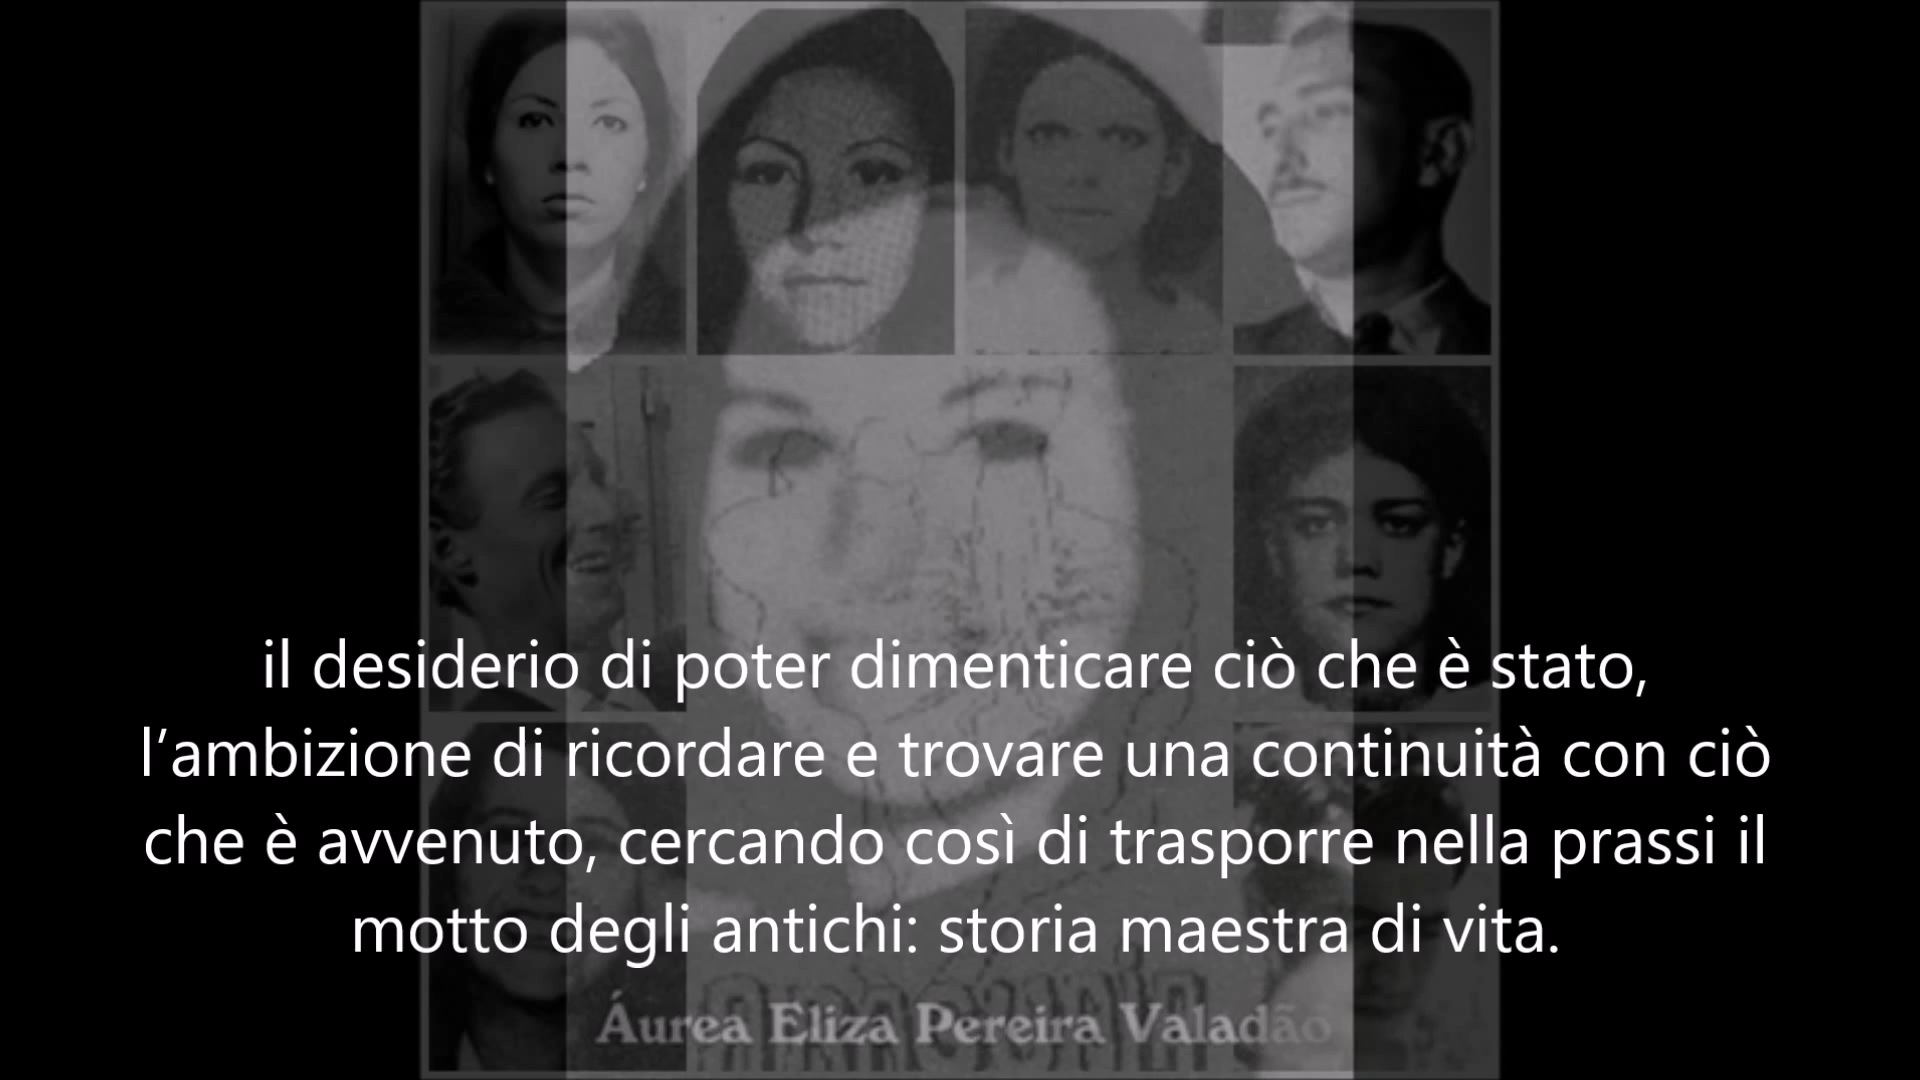 il desiderio di poter dimenticare ciò che è stato,
l’ambizione di ricordare e trovare una continuità con ciò
che è avvenuto, cercando così di trasporre nella prassi il
motto degli antichi: storia maestra di vita.
Áurea Eliza Pereira Valadão